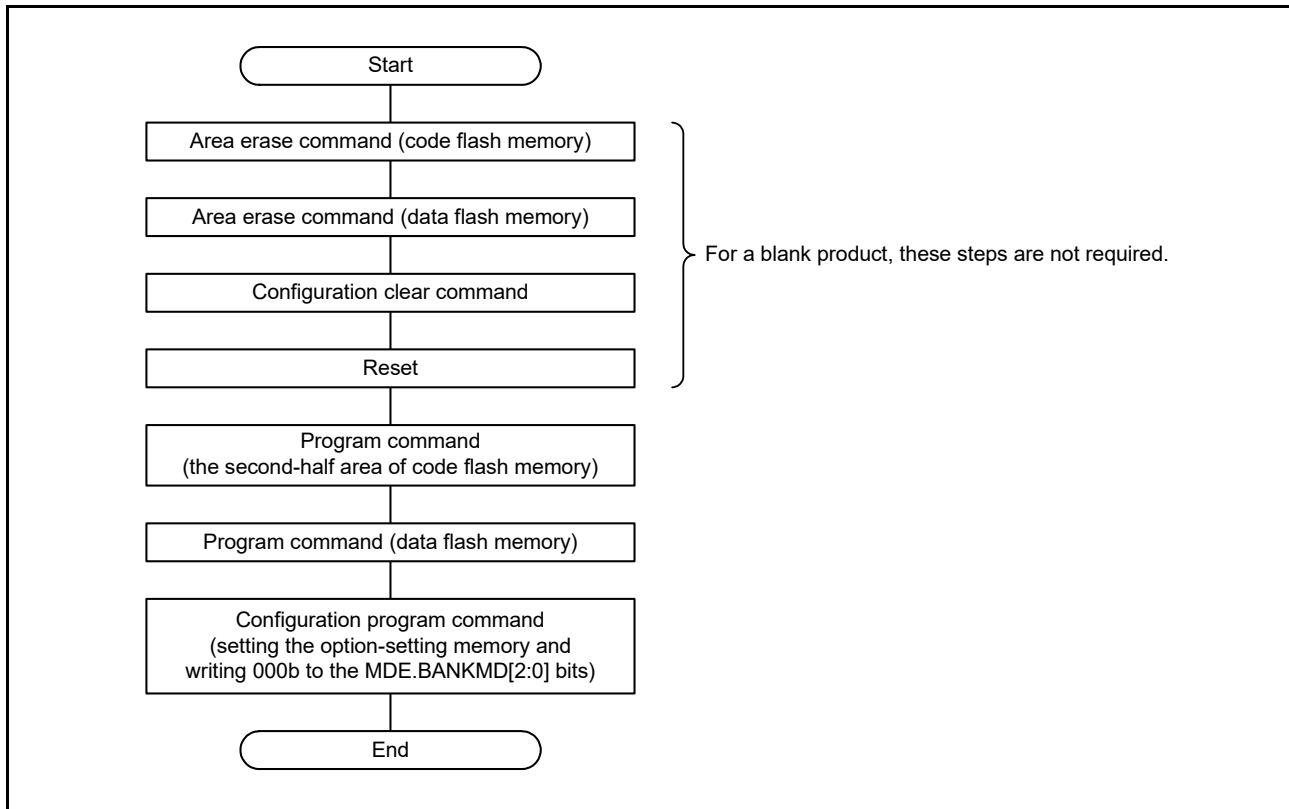 Start
Area erase command (code flash memory)
Area erase command (data flash memory)
For a blank product, these steps are not required.
Configuration clear command
Reset
Program command
(the second-half area of code flash memory)
Program command (data flash memory)
Configuration program command
(setting the option-setting memory and
writing 000b to the MDE.BANKMD[2:0] bits)
End